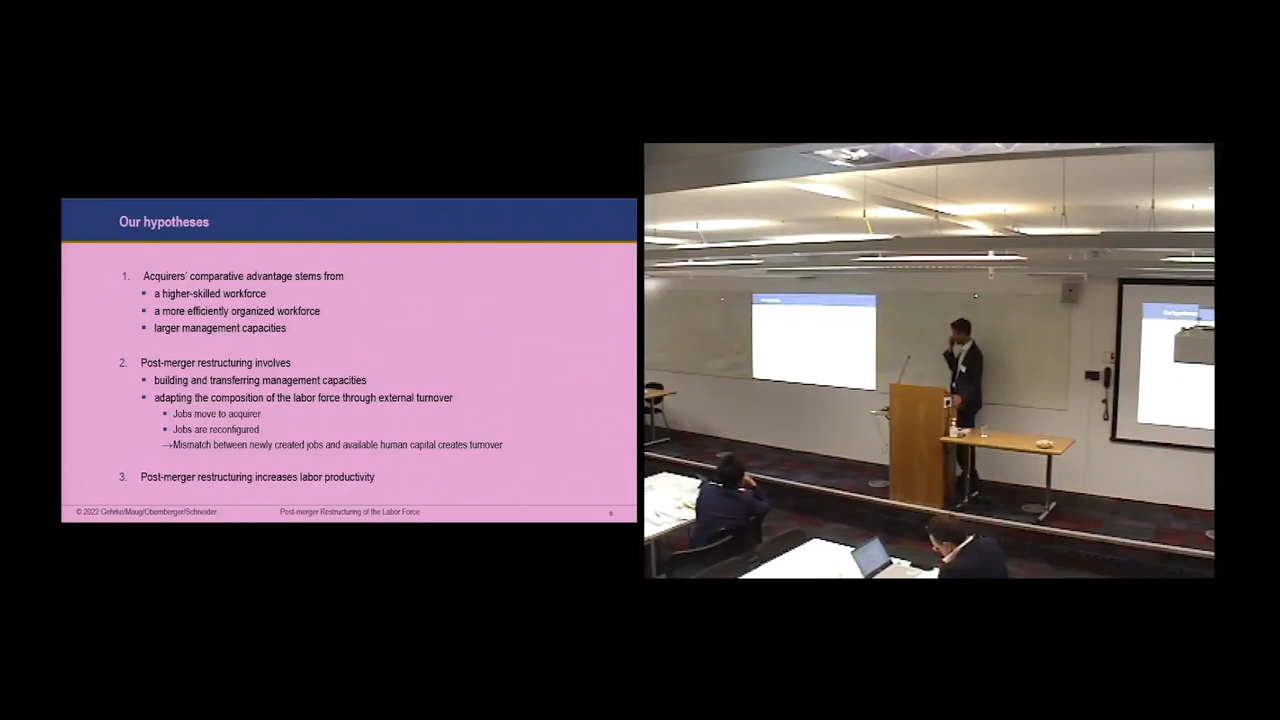 Our hypotheses
1. Acquirers' comparative advantage stems from
▪ a higher-skilled workforce
▪ a more efficiently organized workforce
▪ larger management capacities
2. Post-merger restructuring involves
▪ building and transferring management capacities
▪ adapting the composition of the labor force through external turnover
▪ Jobs move to acquirer
▪ Jobs are reconfigured
→Mismatch between newly created jobs and available human capital creates turnover
3. Post-merger restructuring increases labor productivity
© 2022 Gehrke/Maug/Obernberger/Schneider Post-merger Restructuring of the Labor Force 9
Our hypotheses